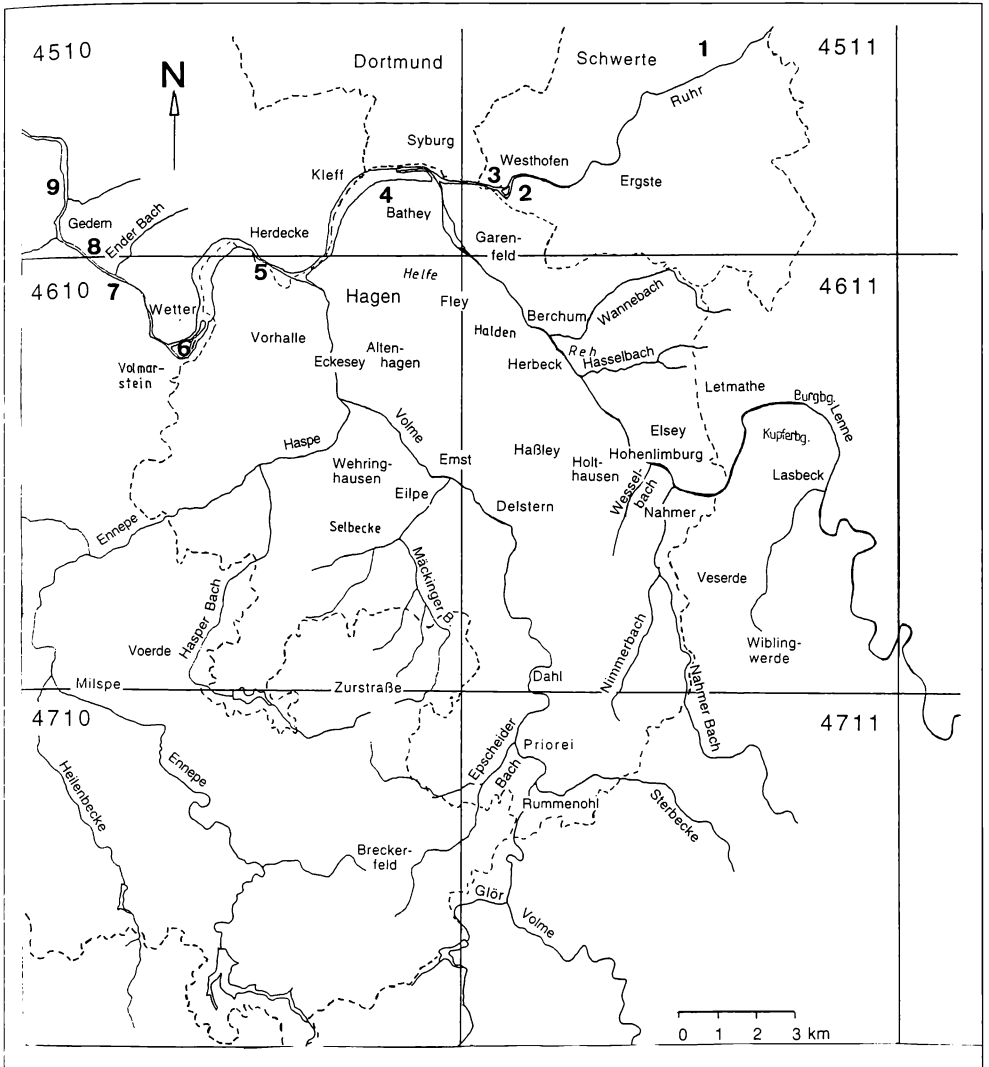 4510
Dortmund
Schwerte
1
4511
N
Ruhr
Syburg
Westhofen
Kleff
3
2
Ergste
9
4
Bathey
Gedern
Ender Bach
8
Herdecke
Garen-
feld
5
Helfe
7
4610
Hagen
4611
Fley
Wetter
Berchum
Wannebach
Halden
6
Vorhalle
Alten-
hagen
Reh
Volmar-
stein
Eckesey
Herbeck
Hasselbach
Letmathe
Burgbg.
Lenne
Volme
Elsey
Kupferbg.
Haspe
Haßley
Hohenlimburg
Wehring-
hausen
Emst
Holt-
hausen
Lasbeck
Eilpe
Wessel-
bach
Delstern
Nahmer
Ennepe
Selbecke
Mäckinger B.
Veserde
Hasper Bach
Nimmerbach
Wibling-
werde
Voerde
Nahmer Bach
Milspe
Zurstraße
Dahl
4710
4711
Epscheider
Bach
Priorei
Ennepe
Heilenbecke
Rummenohl
Sterbecke
Brecker-
feld
Glör
Volme
0 1 2 3 km